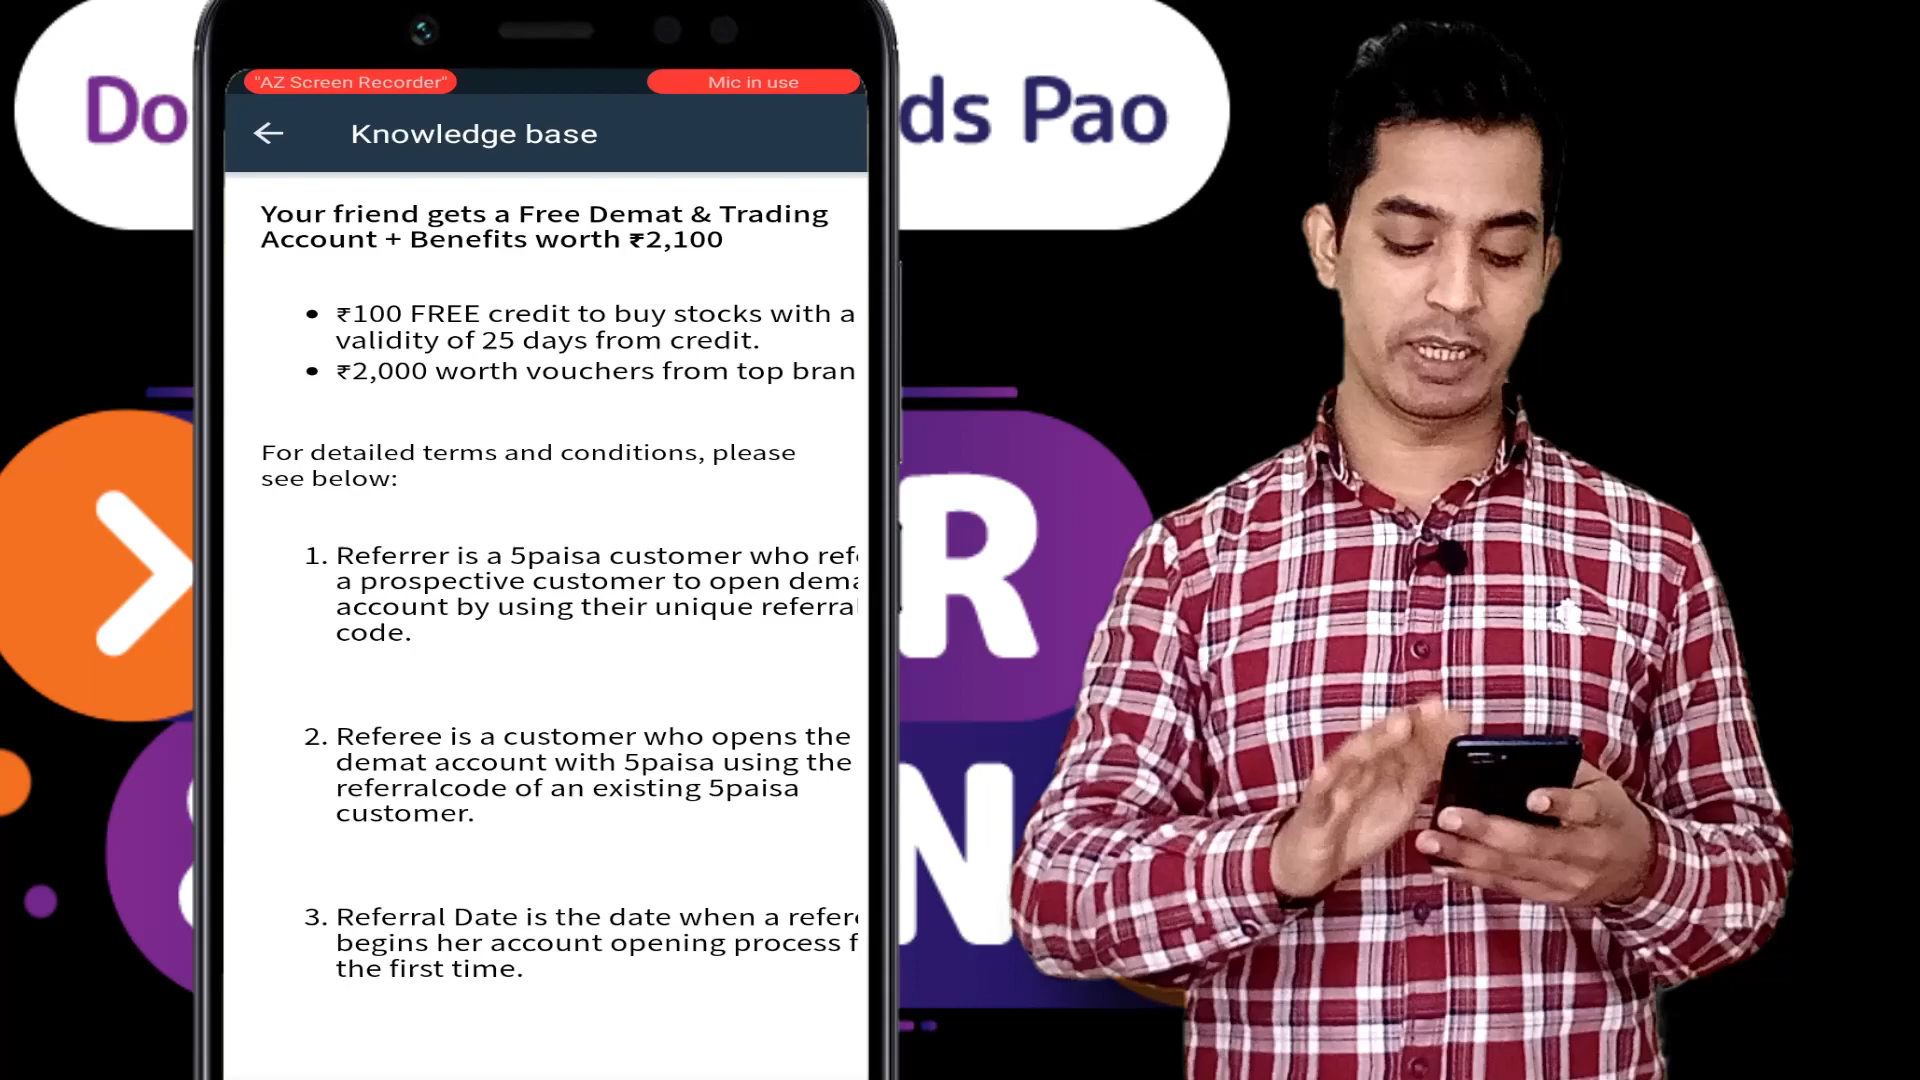 "AZ Screen Recorder"
Mic in use
Do
ds Pao
Knowledge base
Your friend gets a Free Demat & Trading
Account + Benefits worth ₹2,100
• ₹100 FREE credit to buy stocks with a
validity of 25 days from credit.
• ₹2,000 worth vouchers from top bran
For detailed terms and conditions, please
see below:
1. Referrer is a 5paisa customer who ref
a prospective customer to open dem
account by using their unique referral
code.
R
2. Referee is a customer who opens the
demat account with 5paisa using the
referralcode of an existing 5paisa
customer.
N
3. Referral Date is the date when a refer
begins her account opening process f
the first time.